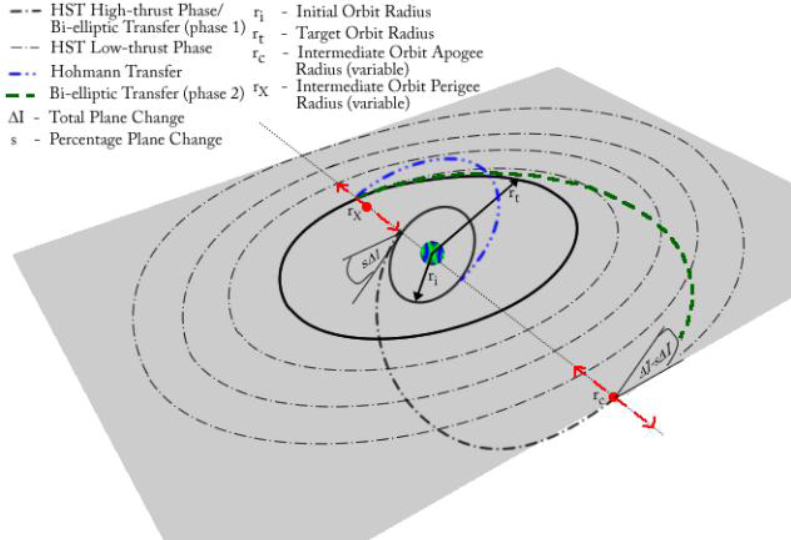 HST High-thrust Phase/
Bi-elliptic Transfer (phase 1)
HST Low-thrust Phase
Hohmann Transfer
Bi-elliptic Transfer (phase 2)
ΔI - Total Plane Change
s - Percentage Plane Change
ri - Initial Orbit Radius
rt - Target Orbit Radius
rc - Intermediate Orbit Apogee
Radius (variable)
rX - Intermediate Orbit Perigee
Radius (variable)
rX
rt
sΔI
ri
ΔI-sΔI
rc